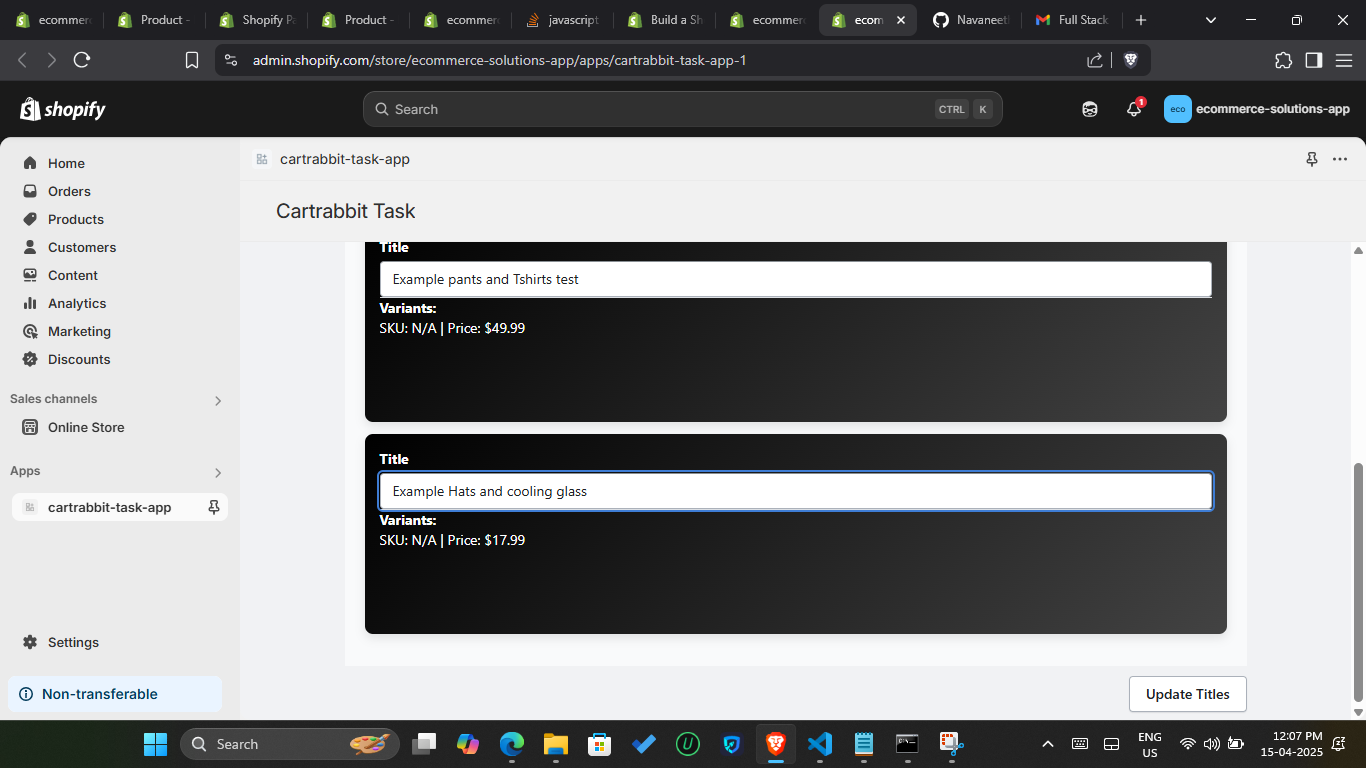 ecommerc
Product -
Shopify Pa
Product -
ecommerc
javascript
Build a Sh
ecommerc
ecom
Navaneeth
Full Stack
admin.shopify.com/store/ecommerce-solutions-app/apps/cartrabbit-task-app-1
shopify
Search
CTRL K
1
eco
ecommerce-solutions-app
Home
Orders
Products
Customers
Content
Analytics
Marketing
Discounts
Sales channels
Online Store
Apps
cartrabbit-task-app
Settings
Non-transferable
cartrabbit-task-app
Cartrabbit Task
Title
Example pants and Tshirts test
Variants:
SKU: N/A | Price: $49.99
Title
Example Hats and cooling glass
Variants:
SKU: N/A | Price: $17.99
Update Titles
Search
ENG
US
12:07 PM
15-04-2025